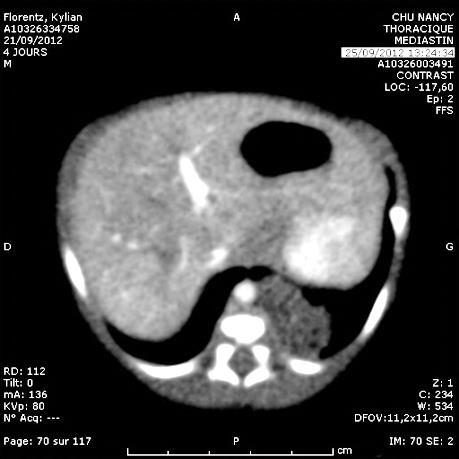 Florentz, Kylian
A10326334758
21/09/2012
4 JOURS
M
A
CHU NANCY
THORACIQUE
MEDIASTIN
25/09/2012 13:24:34
A10326003491
CONTRAST
LOC: -117,60
Ep: 2
FFS
D
G
RD: 112
Tilt: 0
mA: 136
KVp: 80
N° Acq: ---
Page: 70 sur 117
P
cm
Z: 1
C: 234
W: 534
DFOV:11,2x11,2cm
IM: 70 SE: 2